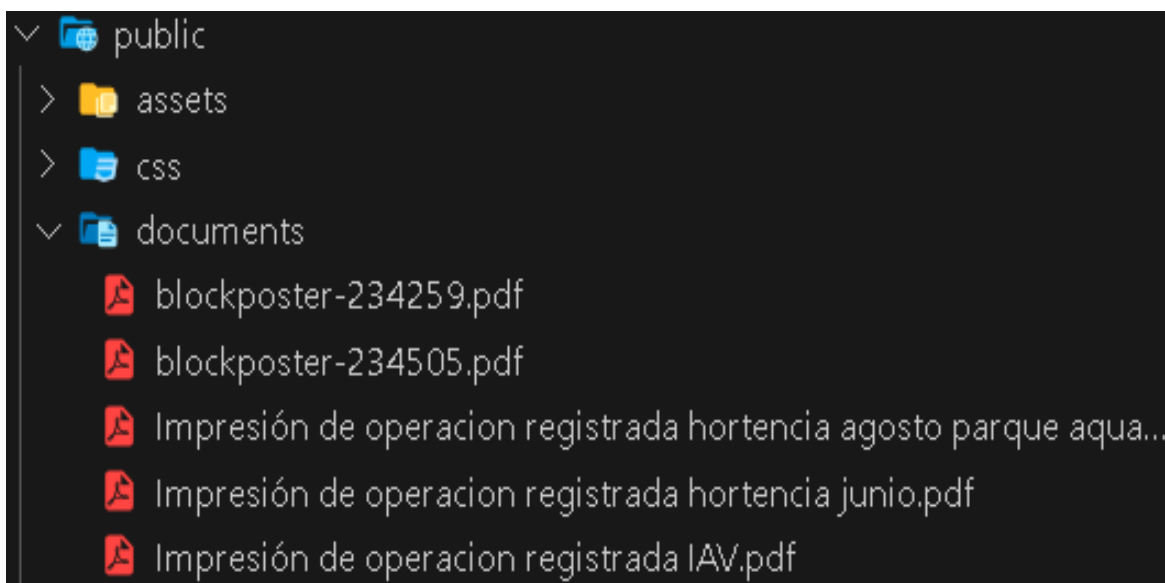 public
assets
css
documents
blockposter-234259.pdf
blockposter-234505.pdf
Impresión de operacion registrada hortencia agosto parque aqua...
Impresión de operacion registrada hortencia junio.pdf
Impresión de operacion registrada IAV.pdf